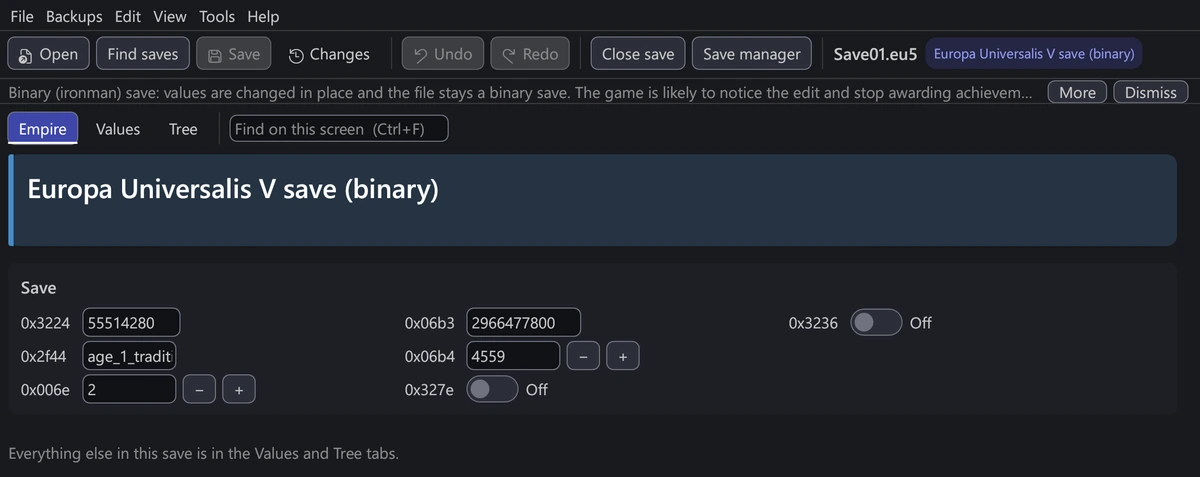 File Backups Edit View Tools Help
Open Find saves Save Changes Undo Redo Close save Save manager Save01.eu5 Europa Universalis V save (binary)
Binary (ironman) save: values are changed in place and the file stays a binary save. The game is likely to notice the edit and stop awarding achievem... More Dismiss
Empire Values Tree Find on this screen (Ctrl+F)
Europa Universalis V save (binary)
Save
0x3224 55514280 0x06b3 2966477800 0x3236 Off
0x2f44 age_1_tradit 0x06b4 4559 − +
0x006e 2 − + 0x327e Off
Everything else in this save is in the Values and Tree tabs.